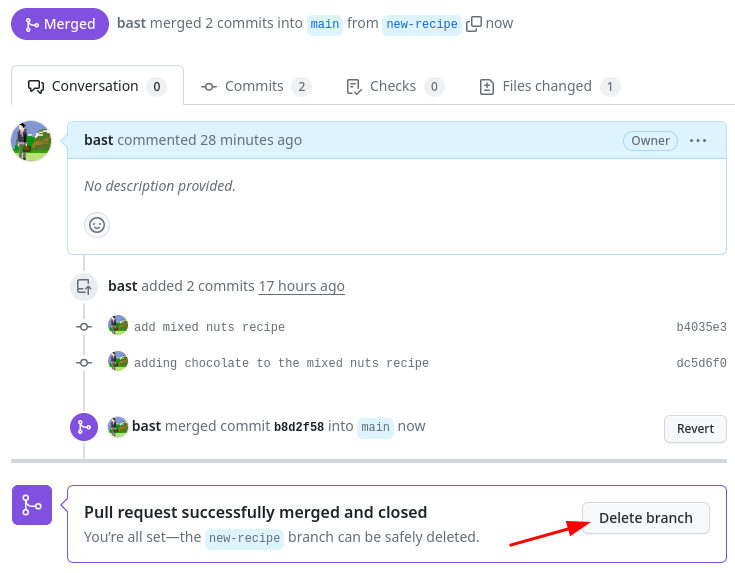 Merged bast merged 2 commits into main from new-recipe now
Conversation 0 Commits 2 Checks 0 Files changed 1
bast commented 28 minutes ago Owner
No description provided.
bast added 2 commits 17 hours ago
add mixed nuts recipe b4035e3
adding chocolate to the mixed nuts recipe dc5d6f0
bast merged commit b8d2f58 into main now Revert
Pull request successfully merged and closed
Delete branch
You’re all set—the new-recipe branch can be safely deleted.